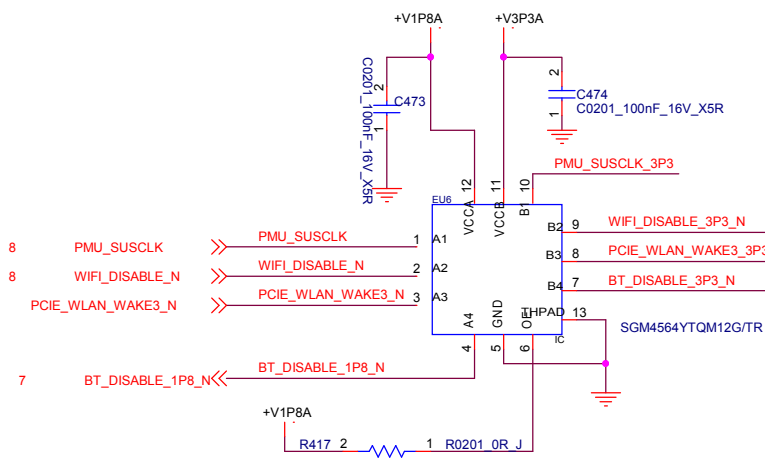 +V1P8A
+V3P3A
C0201_100nF_16V_X5R
2
C473
1
2
C474
1
C0201_100nF_16V_X5R
12
11
10
PMU_SUSCLK_3P3
EU6
VCCA
VCCB
B1
8
PMU_SUSCLK
PMU_SUSCLK
1
A1
B2
9
WIFI_DISABLE_3P3_N
8
WIFI_DISABLE_N
WIFI_DISABLE_N
2
A2
B3
8
PCIE_WLAN_WAKE3_3P3
PCIE_WLAN_WAKE3_N
PCIE_WLAN_WAKE3_N
3
A3
B4
7
BT_DISABLE_3P3_N
A4
GND
OE
THPAD
13
IC
SGM4564YTQM12G/TR
4
5
6
7
BT_DISABLE_1P8_N
BT_DISABLE_1P8_N
+V1P8A
R417
2
1
R0201_0R_J